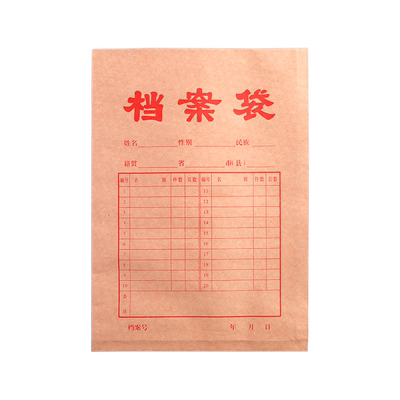 档案袋
姓名 性别 民族
籍贯 省 市(县)
编号 名 称 件数 页数 编号 名 称 件数 页数
1 11
2 12
3 13
4 14
5 15
6 16
7 17
8 18
9 19
10 20
备
注
档案号 年 月 日